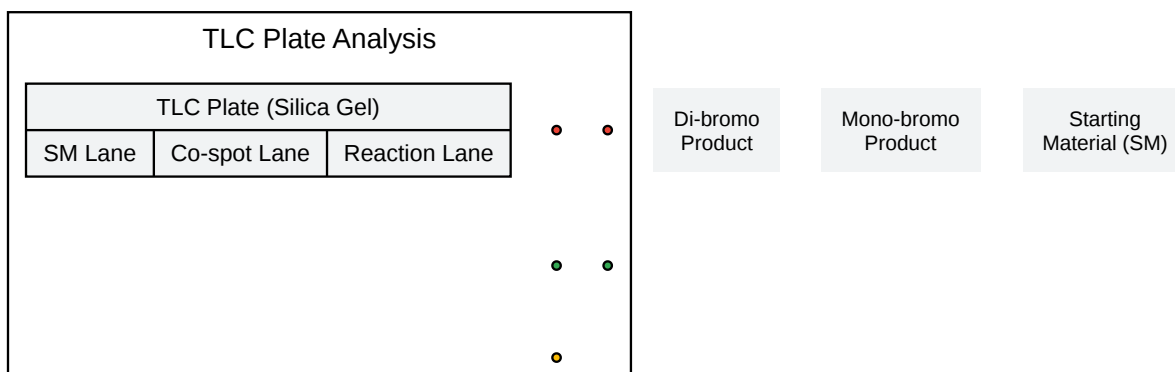 TLC Plate Analysis
TLC Plate (Silica Gel)
SM Lane
Co-spot Lane
Reaction Lane
Di-bromo
Product
Mono-bromo
Product
Starting
Material (SM)